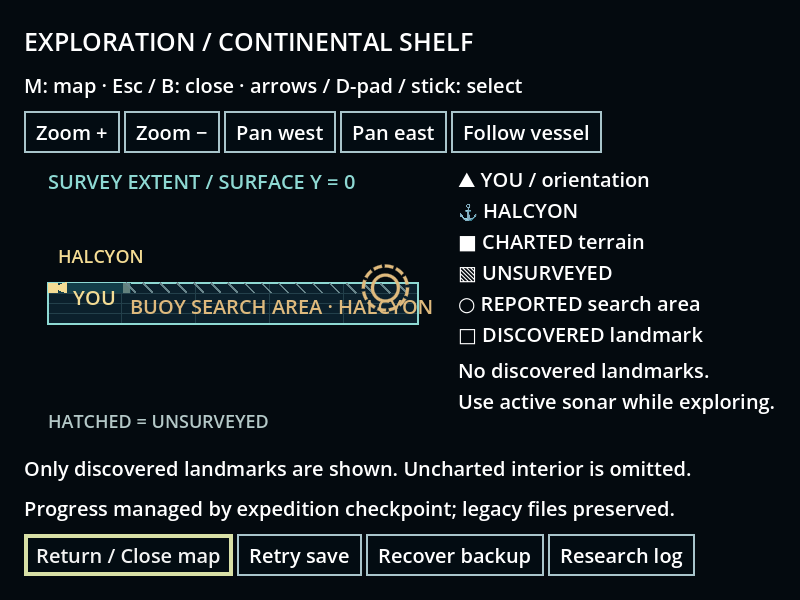 EXPLORATION / CONTINENTAL SHELF
M: map · Esc / B: close · arrows / D-pad / stick: select
Zoom +
Zoom −
Pan west
Pan east
Follow vessel
SURVEY EXTENT / SURFACE Y = 0
HALCYON
YOU
BUOY SEARCH AREA · HALCYON
HATCHED = UNSURVEYED
▲ YOU / orientation
⚓ HALCYON
■ CHARTED terrain
▧ UNSURVEYED
○ REPORTED search area
□ DISCOVERED landmark
No discovered landmarks.
Use active sonar while exploring.
Only discovered landmarks are shown. Uncharted interior is omitted.
Progress managed by expedition checkpoint; legacy files preserved.
Return / Close map
Retry save
Recover backup
Research log